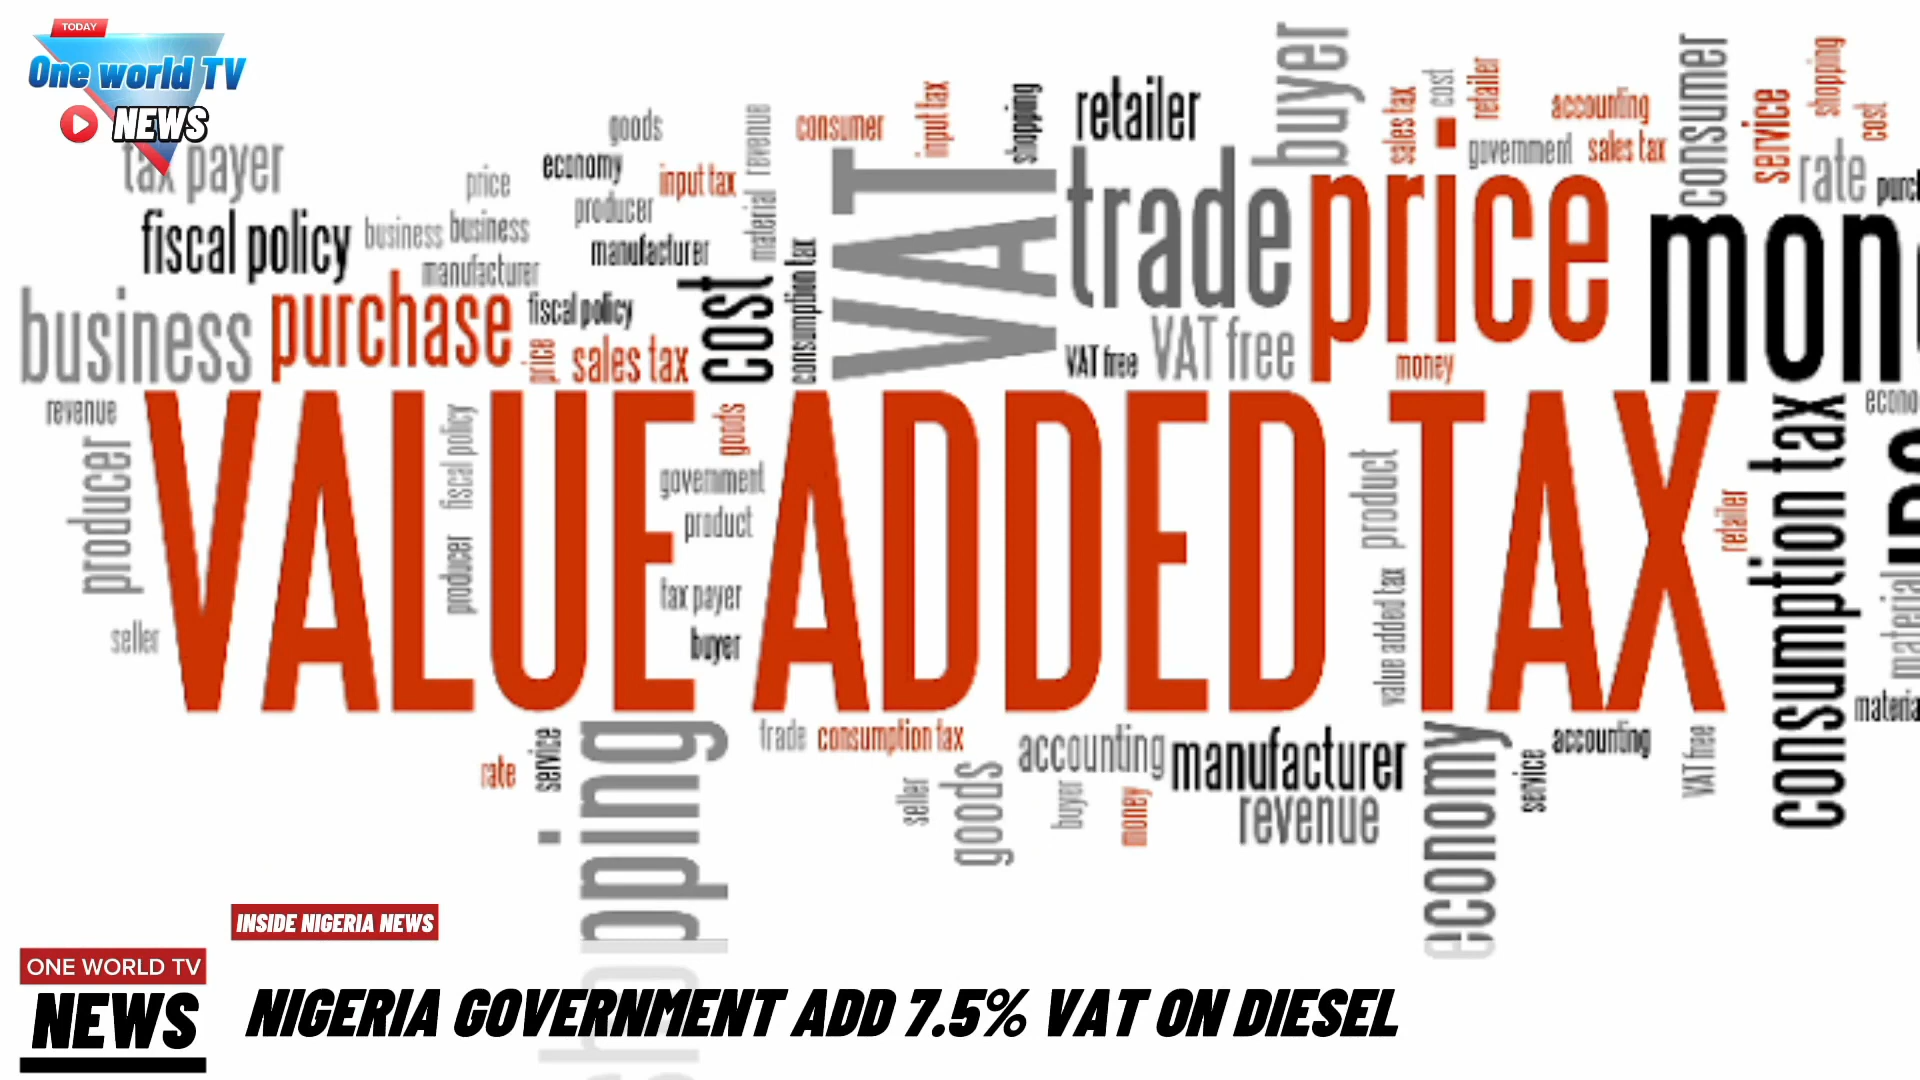 TODAY
One world TV
NEWS
tax payer
fiscal policy
business
business
price
economy
goods
input tax
producer
manufacturer
manufacturer
material
revenue
consumer
input tax
shopping
retailer
buyer
sales tax
cost
retailer
accounting
government
sales tax
consumer
service
shopping
cost
rate
business
purchase
price
fiscal policy
sales tax
cost
consumption tax
VAT
trade
VAT free
VAT free
price
money
revenue
producer
seller
VALUE ADDED TAX
fiscal policy
producer
goods
government
product
tax payer
buyer
product
value added tax
retailer
consumption tax
material
rate
service
shopping
trade
consumption tax
seller
goods
accounting
buyer
money
manufacturer
revenue
economy
service
accounting
VAT free
INSIDE NIGERIA NEWS
ONE WORLD TV
NEWS
NIGERIA GOVERNMENT ADD 7.5% VAT ON DIESEL